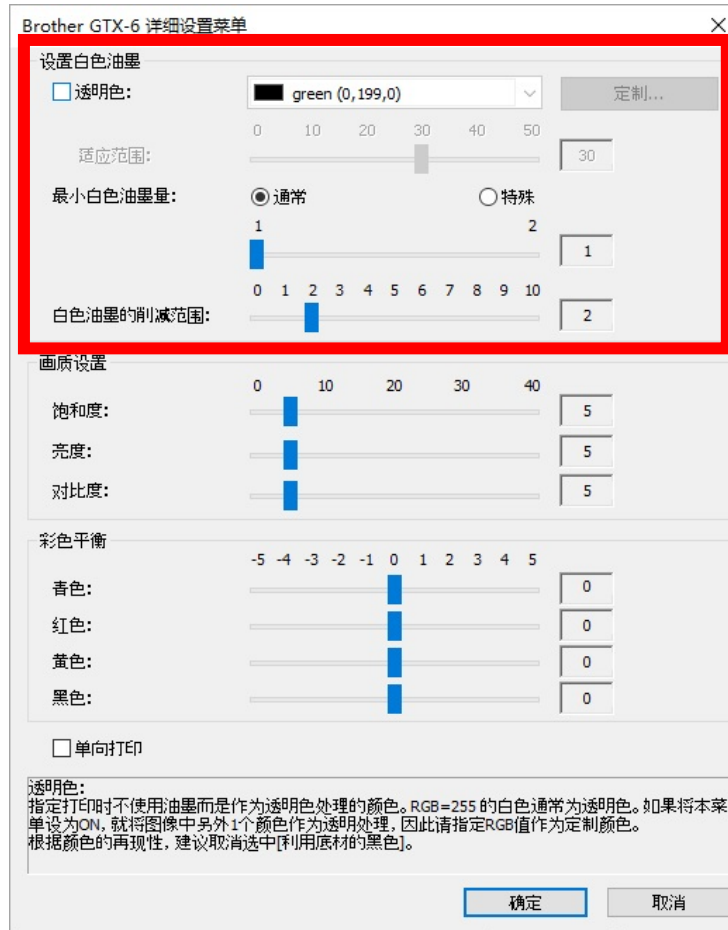 Brother GTX-6 详细设置菜单
设置白色油墨
透明色: green (0,199,0) 定制...
0 10 20 30 40 50
适应范围: 30
最小白色油墨量: 通常 特殊
1 2
1
0 1 2 3 4 5 6 7 8 9 10
白色油墨的削减范围: 2
画质设置
0 10 20 30 40
饱和度: 5
亮度: 5
对比度: 5
彩色平衡
-5 -4 -3 -2 -1 0 1 2 3 4 5
青色: 0
红色: 0
黄色: 0
黑色: 0
单向打印
透明色:
指定打印时不使用油墨而是作为透明色处理的颜色。RGB=255 的白色通常为透明色。如果将本菜
单设为ON, 就将图像中另外1个颜色作为透明处理, 因此请指定RGB值作为定制颜色。
根据颜色的再现性, 建议取消选中[利用底材的黑色]。
确定 取消